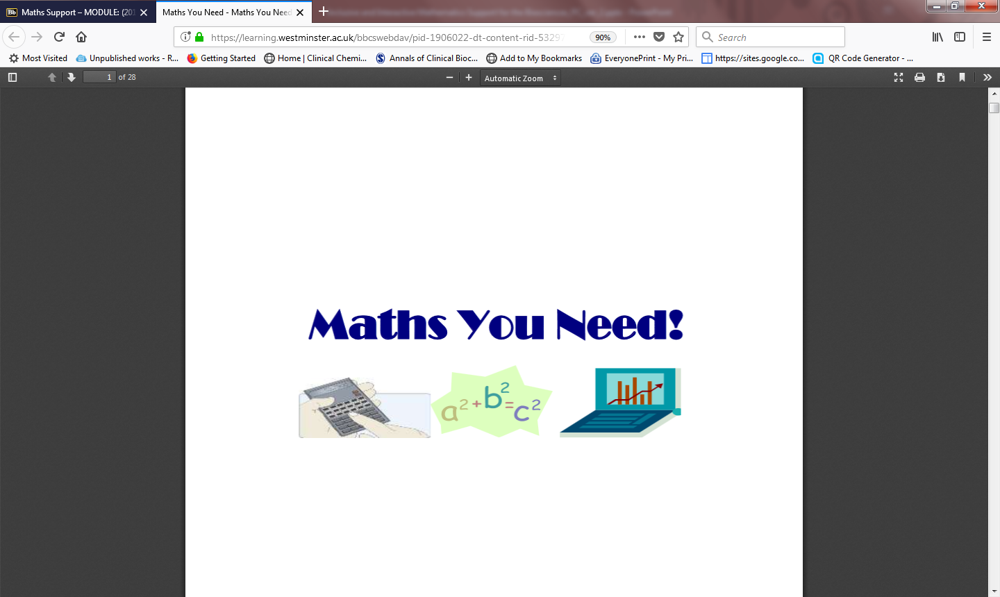 Maths Support – MODULE: (201
Maths You Need - Maths You Need
https://learning.westminster.ac.uk/bbcswebdav/pid-1906022-dt-content-rid-5329
90%
Search
Most Visited
Unpublished works - R...
Getting Started
Home | Clinical Chemi...
Annals of Clinical Bioc...
Add to My Bookmarks
EveryonePrint - My Pri...
https://sites.google.co...
QR Code Generator - ...
1 of 28
Automatic Zoom
Maths You Need!
a²+b²=c²